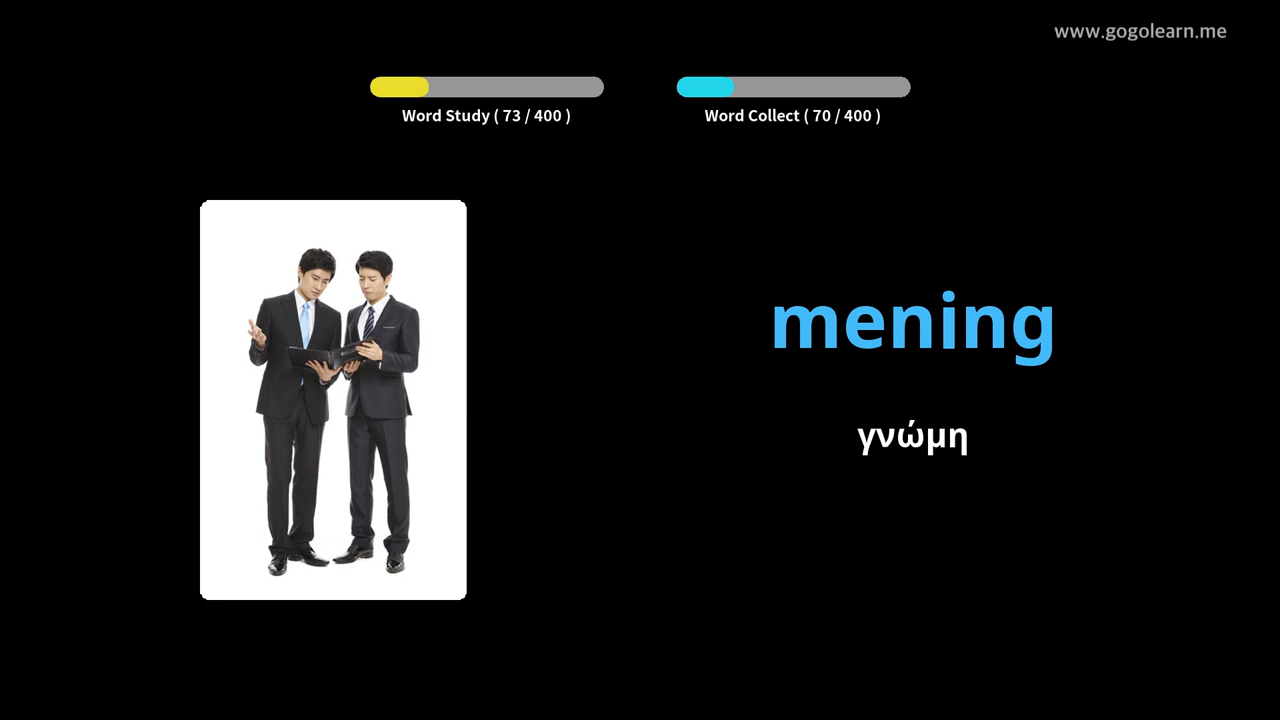 www.gogolearn.me
Word Study ( 73 / 400 )
Word Collect ( 70 / 400 )
mening
γνώμη